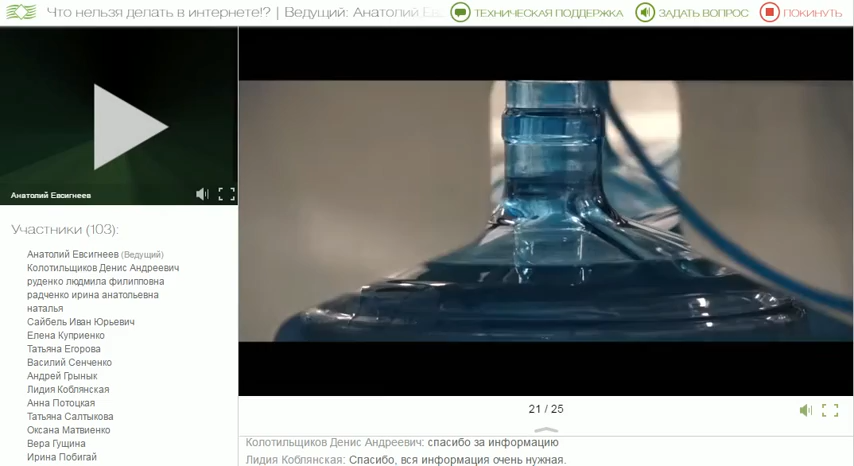 Что нельзя делать в интернете!? | Ведущий: Анатолий Ев
ТЕХНИЧЕСКАЯ ПОДДЕРЖКА
ЗАДАТЬ ВОПРОС
ПОКИНУТЬ
Анатолий Евсигнеев
Участники (103):
Анатолий Евсигнеев (Ведущий)
Колотильщиков Денис Андреевич
руденко людмила филипповна
радченко ирина анатольевна
наталья
Сайбель Иван Юрьевич
Елена Куприенко
Татьяна Егорова
Василий Сенченко
Андрей Грынык
Лидия Коблянская
Анна Потоцкая
Татьяна Салтыкова
Оксана Матвиенко
Вера Гущина
Ирина Побигай
21 / 25
Колотильщиков Денис Андреевич: спасибо за информацию
Лидия Коблянская: Спасибо, вся информация очень нужная.